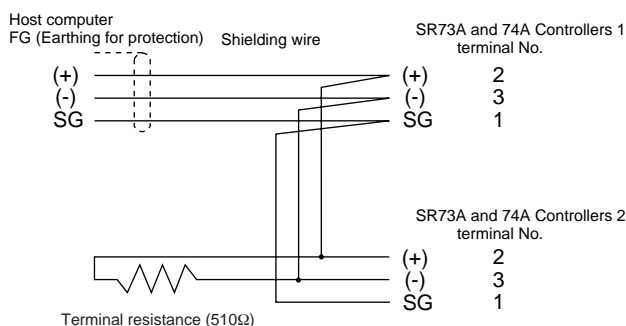 Host computer
FG (Earthing for protection) Shielding wire
SR73A and 74A Controllers 1
terminal No.
(+) (+) 2
(-) (-) 3
SG SG 1
SR73A and 74A Controllers 2
terminal No.
(+) 2
(-) 3
SG 1
Terminal resistance (510Ω)